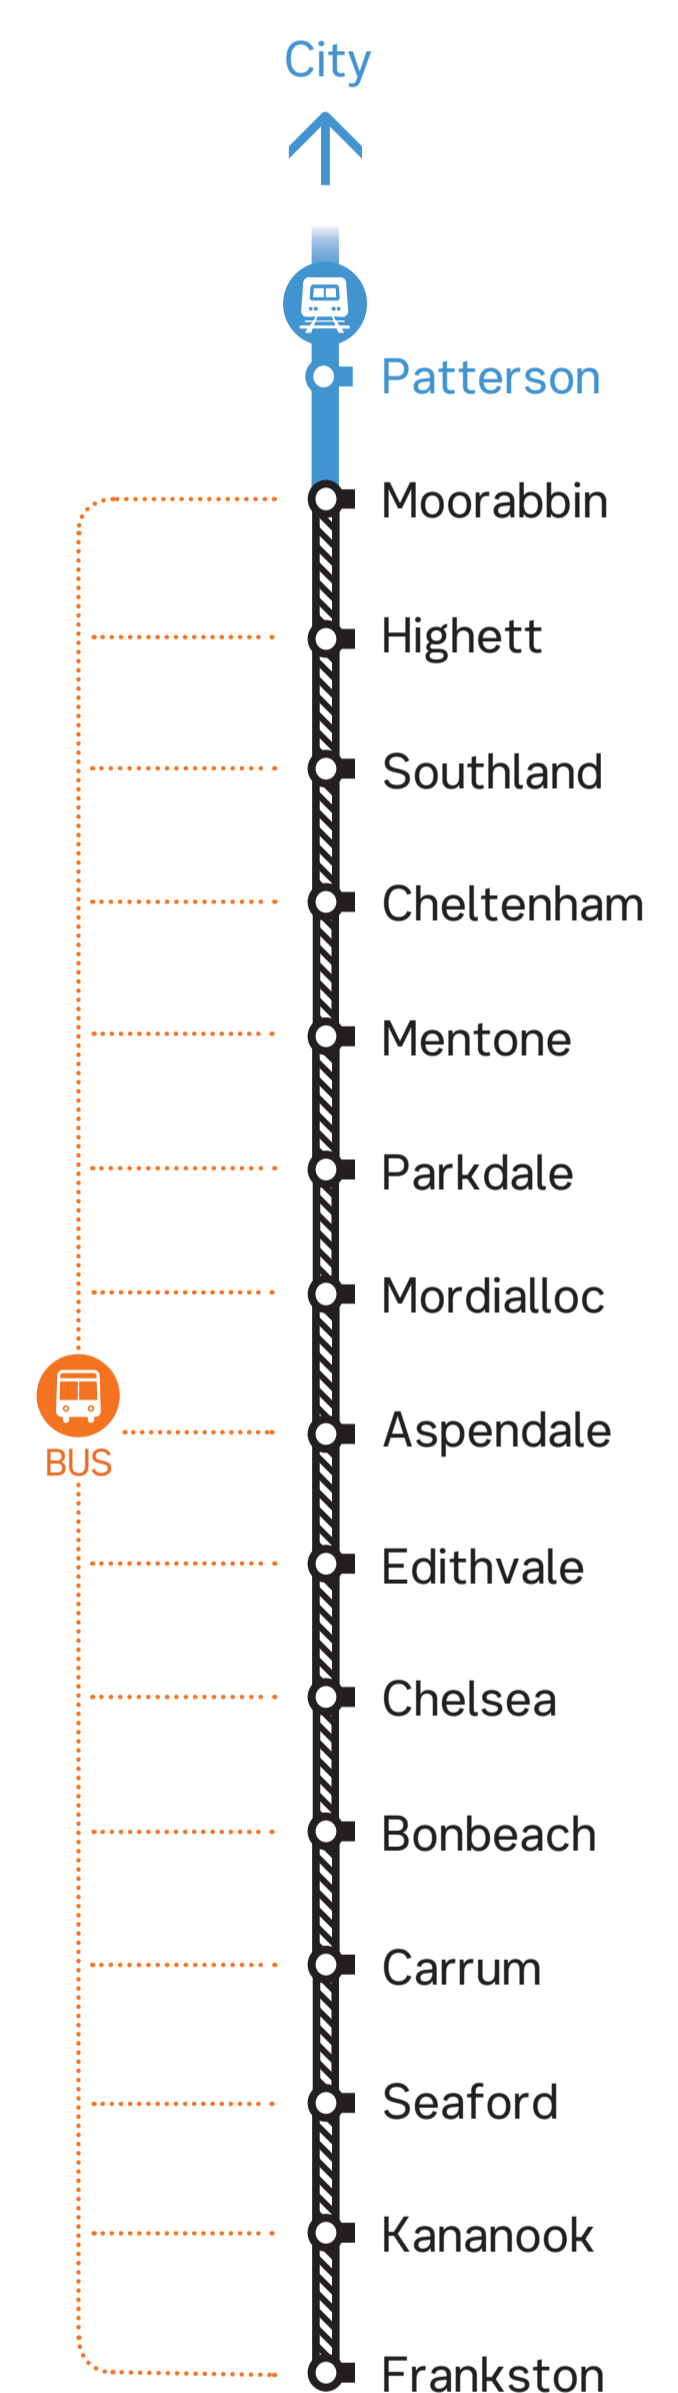 City
Patterson
Moorabbin
Highett
Southland
Cheltenham
Mentone
Parkdale
Mordialloc
Aspendale
BUS
Edithvale
Chelsea
Bonbeach
Carrum
Seaford
Kananook
Frankston